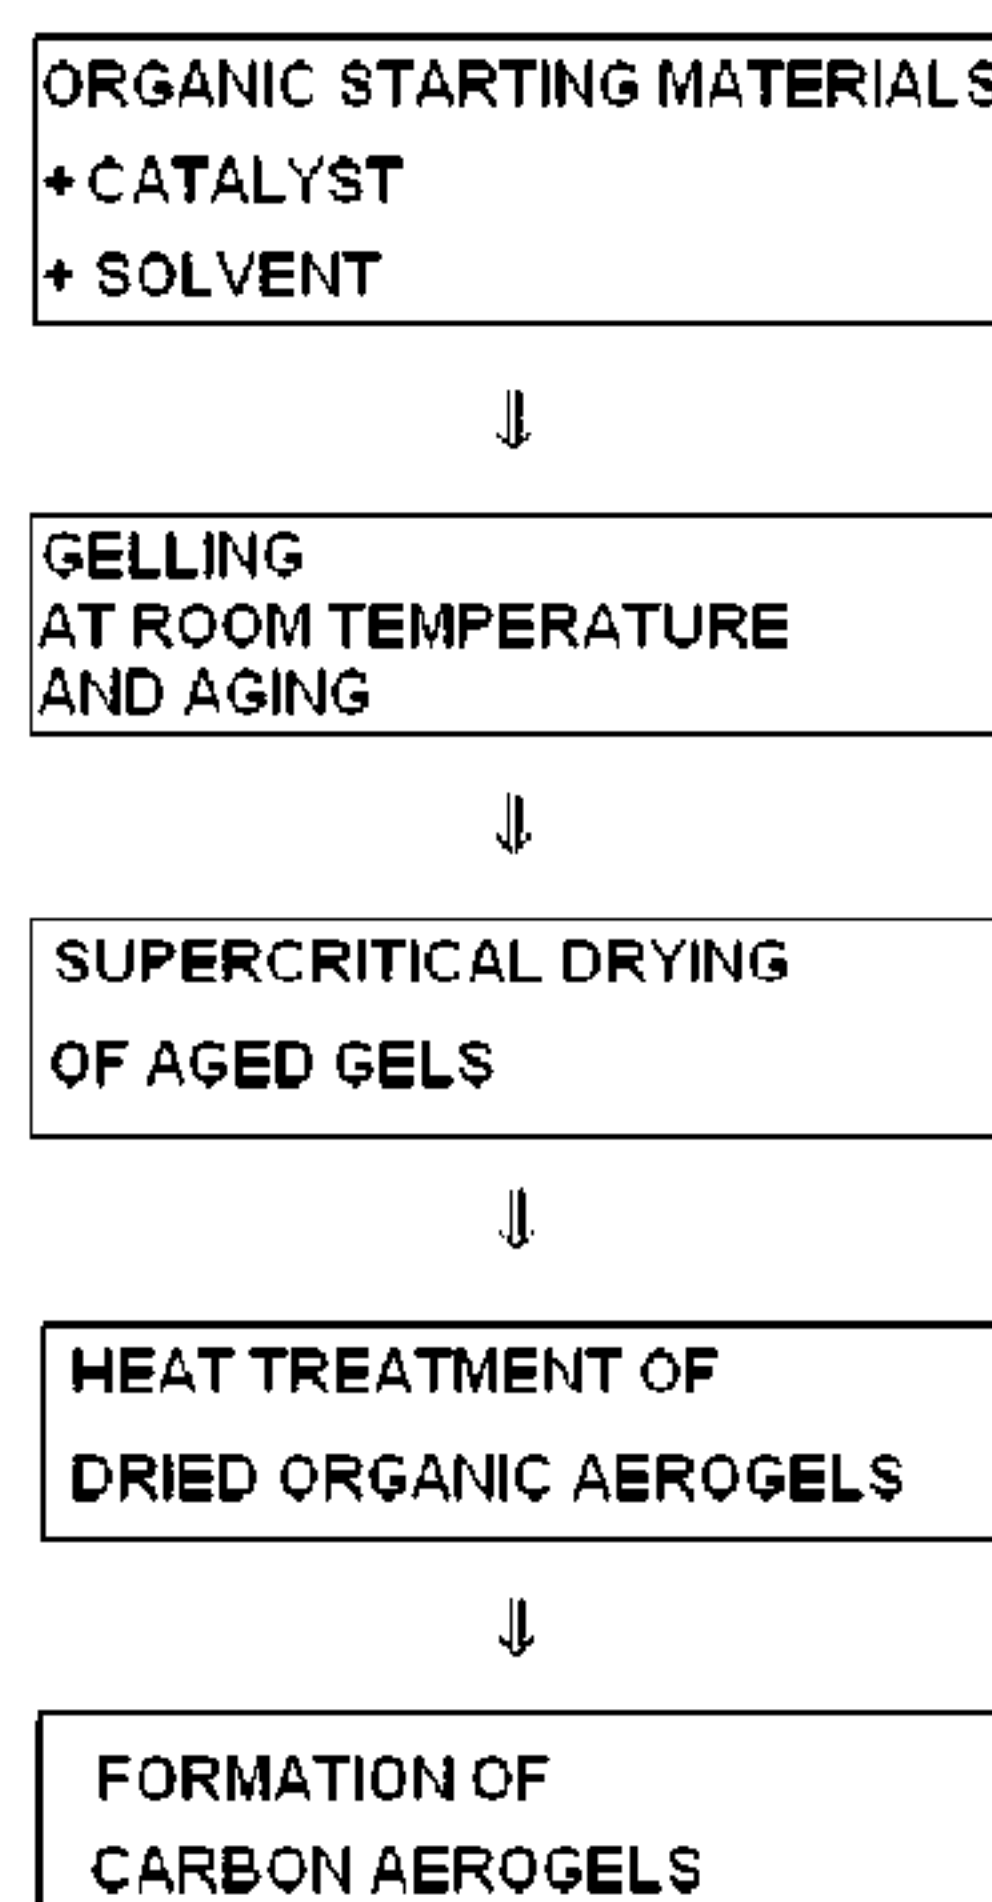 ORGANIC STARTING MATERIALS
+ CATALYST
+ SOLVENT
⇓
GELLING
AT ROOM TEMPERATURE
AND AGING
⇓
SUPERCRITICAL DRYING
OF AGED GELS
⇓
HEAT TREATMENT OF
DRIED ORGANIC AEROGELS
⇓
FORMATION OF
CARBON AEROGELS